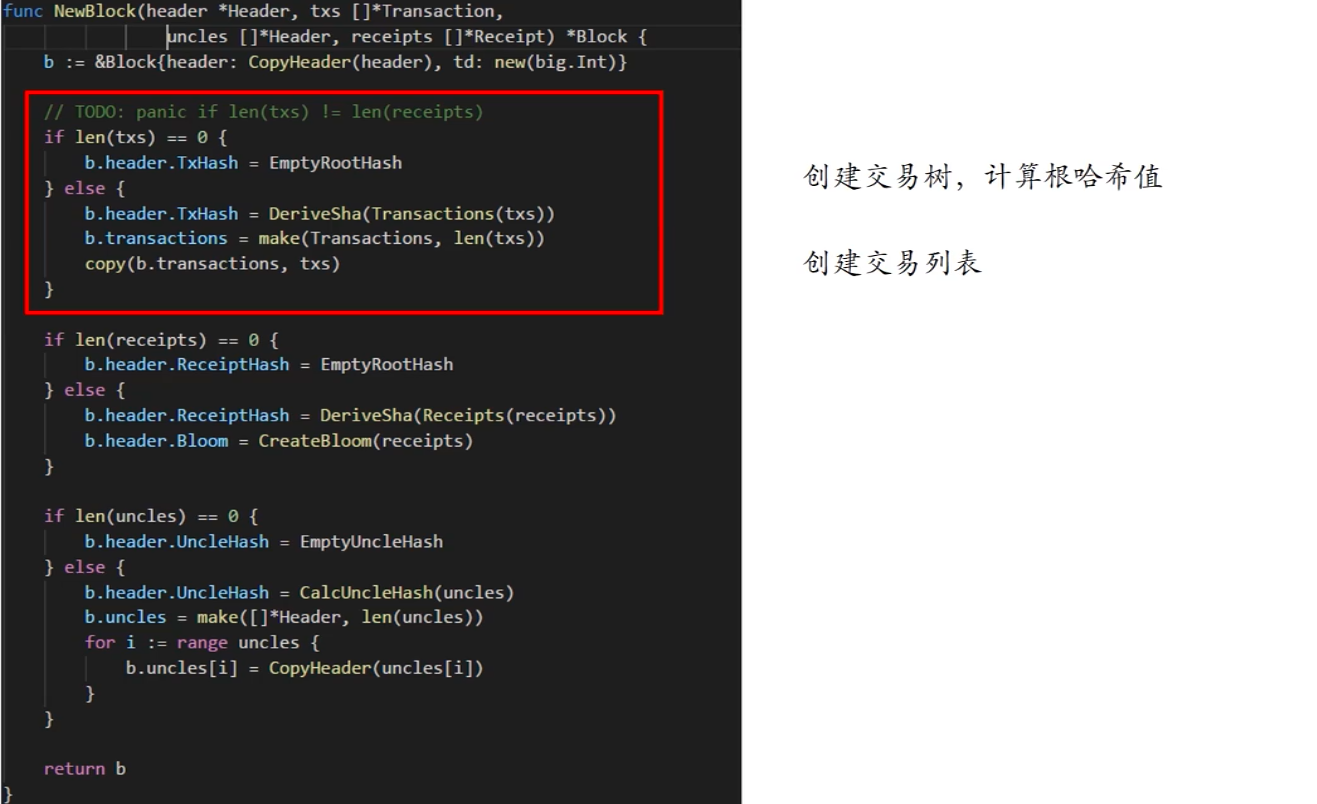 func NewBlock(header *Header, txs []*Transaction,
uncles []*Header, receipts []*Receipt) *Block {
b := &Block{header: CopyHeader(header), td: new(big.Int)}
// TODO: panic if len(txs) != len(receipts)
if len(txs) == 0 {
b.header.TxHash = EmptyRootHash
} else {
b.header.TxHash = DeriveSha(Transactions(txs))
b.transactions = make(Transactions, len(txs))
copy(b.transactions, txs)
}
if len(receipts) == 0 {
b.header.ReceiptHash = EmptyRootHash
} else {
b.header.ReceiptHash = DeriveSha(Receipts(receipts))
b.header.Bloom = CreateBloom(receipts)
}
if len(uncles) == 0 {
b.header.UncleHash = EmptyUncleHash
} else {
b.header.UncleHash = CalcUncleHash(uncles)
b.uncles = make([]*Header, len(uncles))
for i := range uncles {
b.uncles[i] = CopyHeader(uncles[i])
}
}
return b
}
创建交易树，计算根哈希值
创建交易列表